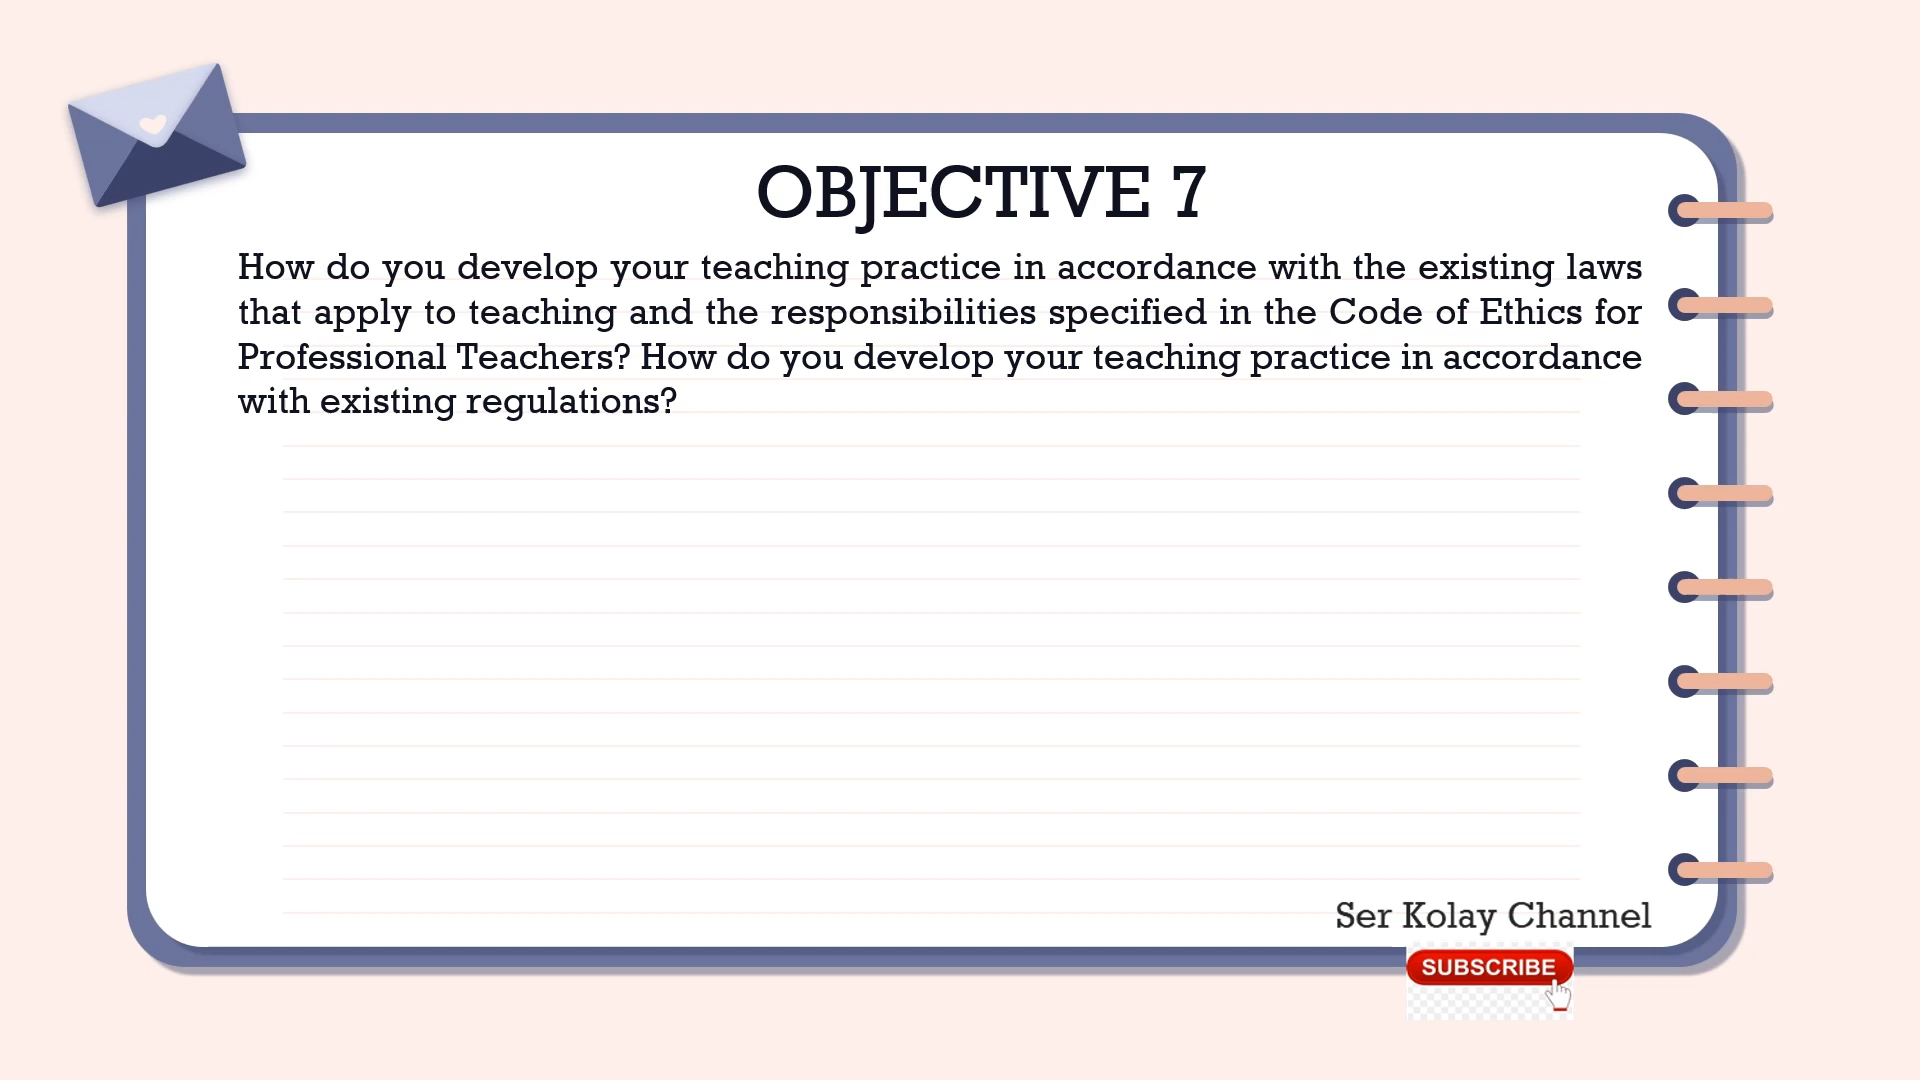 OBJECTIVE 7
How do you develop your teaching practice in accordance with the existing laws
that apply to teaching and the responsibilities specified in the Code of Ethics for
Professional Teachers? How do you develop your teaching practice in accordance
with existing regulations?
Ser Kolay Channel
SUBSCRIBE